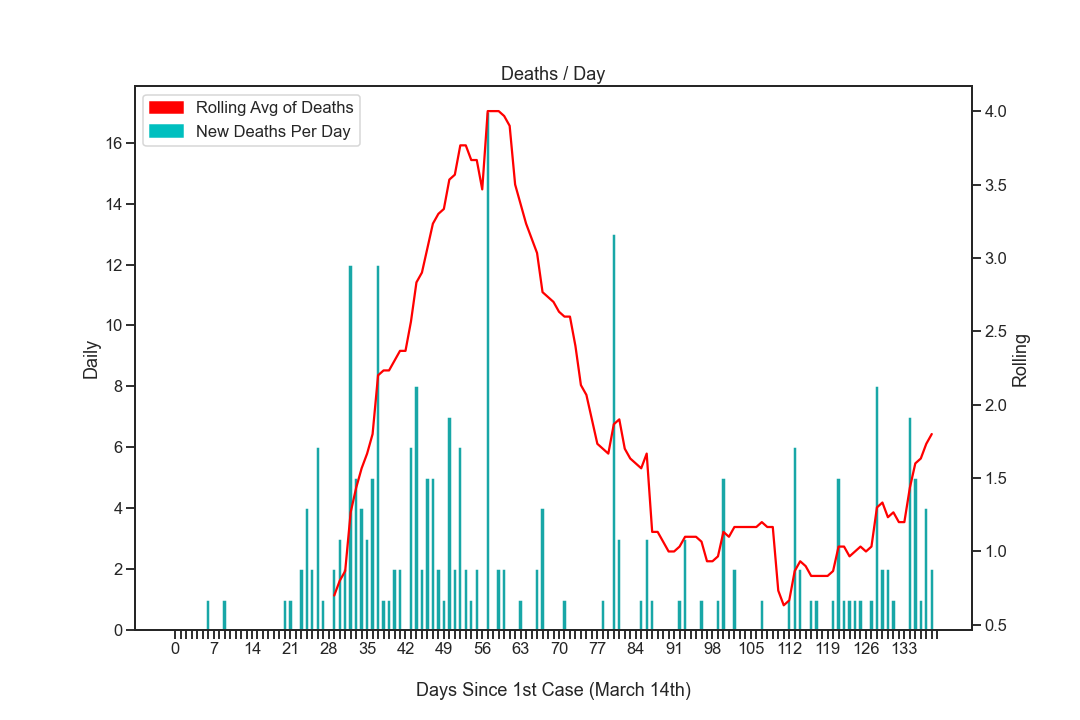 Deaths / Day
Rolling Avg of Deaths
New Deaths Per Day
Daily
16
14
12
10
8
6
4
2
0
4.0
3.5
3.0
2.5
2.0
1.5
1.0
0.5
Rolling
0 7 14 21 28 35 42 49 56 63 70 77 84 91 98 105 112 119 126 133
Days Since 1st Case (March 14th)